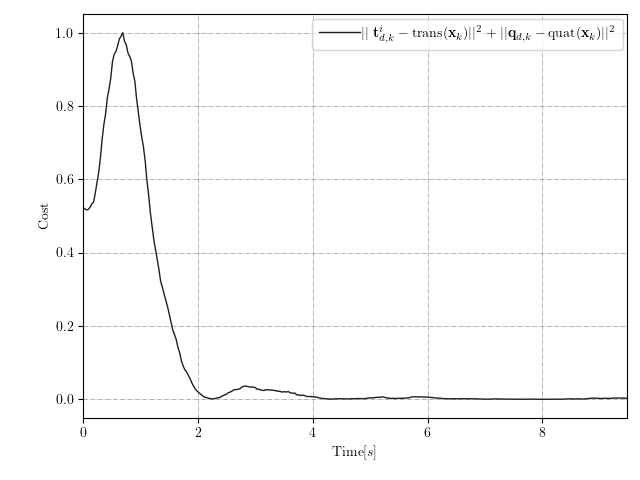 || t^i_{d,k} − trans(x_k)||^2 + ||q_{d,k} − quat(x_k)||^2
1.0
0.8
0.6
0.4
0.2
0.0
Cost
0 2 4 6 8
Time[s]